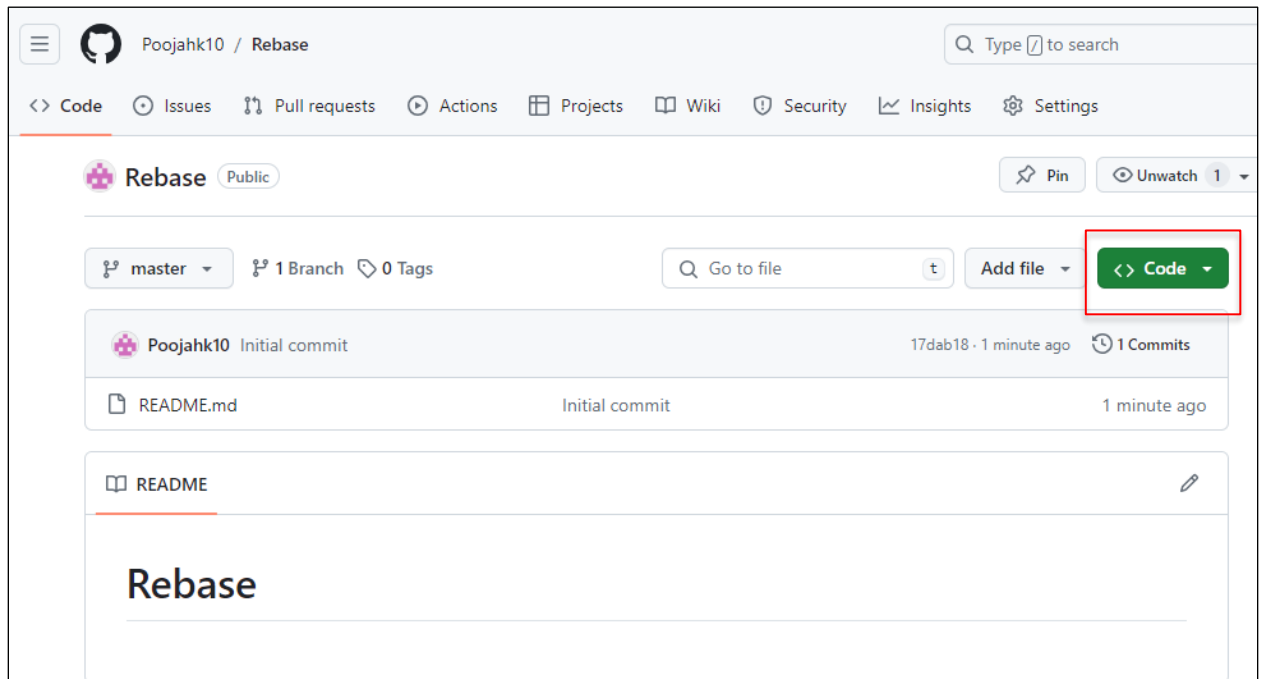 Poojahk10 / Rebase Type / to search
<> Code Issues Pull requests Actions Projects Wiki Security Insights Settings
Rebase Public Pin Unwatch 1
master 1 Branch 0 Tags Go to file t Add file <> Code
Poojahk10 Initial commit 17dab18 · 1 minute ago 1 Commits
README.md Initial commit 1 minute ago
README
Rebase